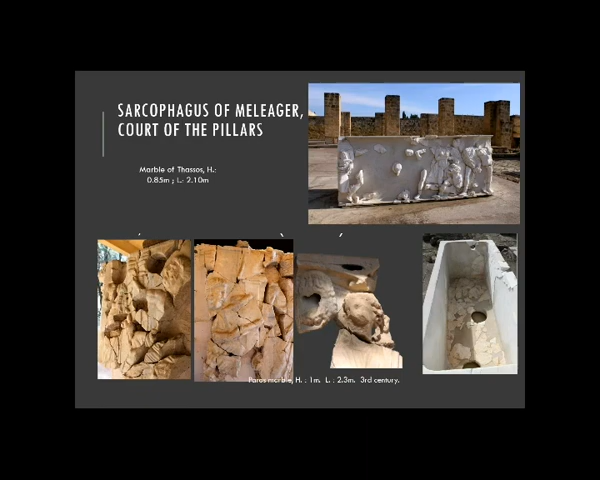 SARCOPHAGUS OF MELEAGER,
COURT OF THE PILLARS
Marble of Thassos, H.:
0.85m ; L.: 2.10m
Paros marble, H. : 1m. L. : 2.3m. 3rd century.